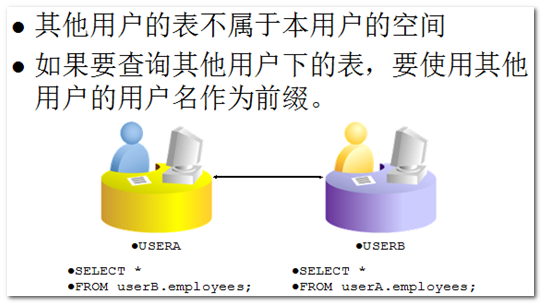 ● 其他用户的表不属于本用户的空间
● 如果要查询其他用户下的表，要使用其他
用户的用户名作为前缀。
●USERA
●USERB
●SELECT *
●FROM userB.employees;
●SELECT *
●FROM userA.employees;